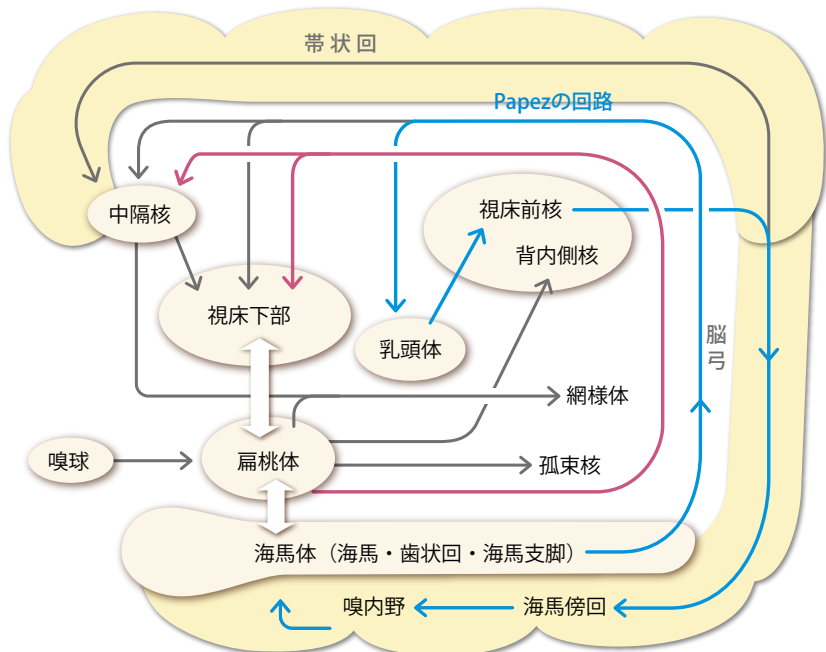 帯状回
Papezの回路
中隔核
視床前核
背内側核
視床下部
乳頭体
脳弓
網様体
嗅球
扁桃体
孤束核
海馬体（海馬・歯状回・海馬支脚）
嗅内野
海馬傍回